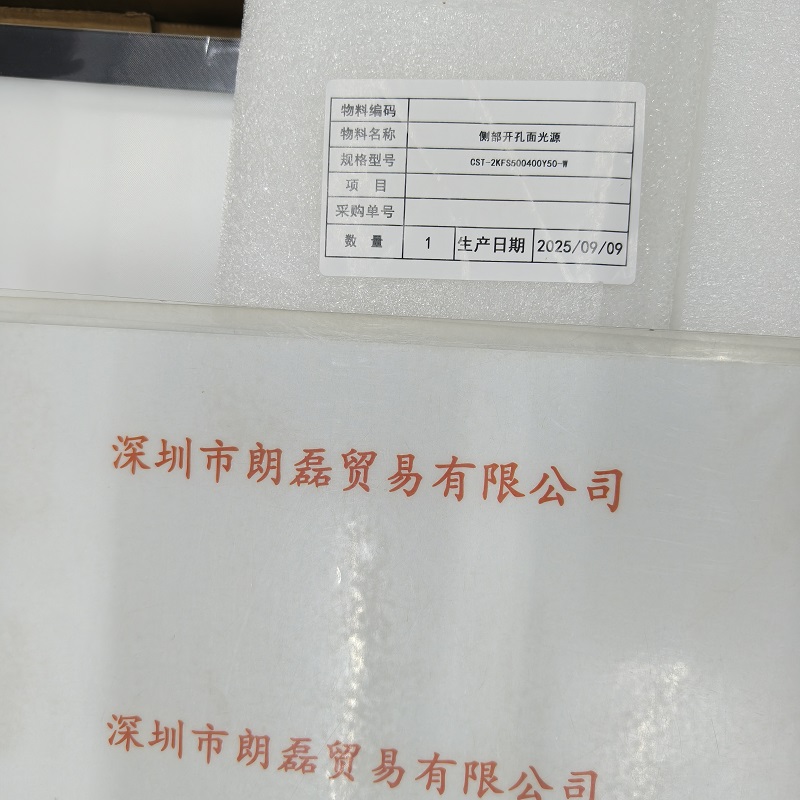 物料编码
物料名称 侧部开孔面光源
规格型号 CST-2KFS500400Y50-W
项 目
采购单号
数 量 1 生产日期 2025/09/09
深圳市朗磊贸易有限公司
深圳市朗磊贸易有限公司